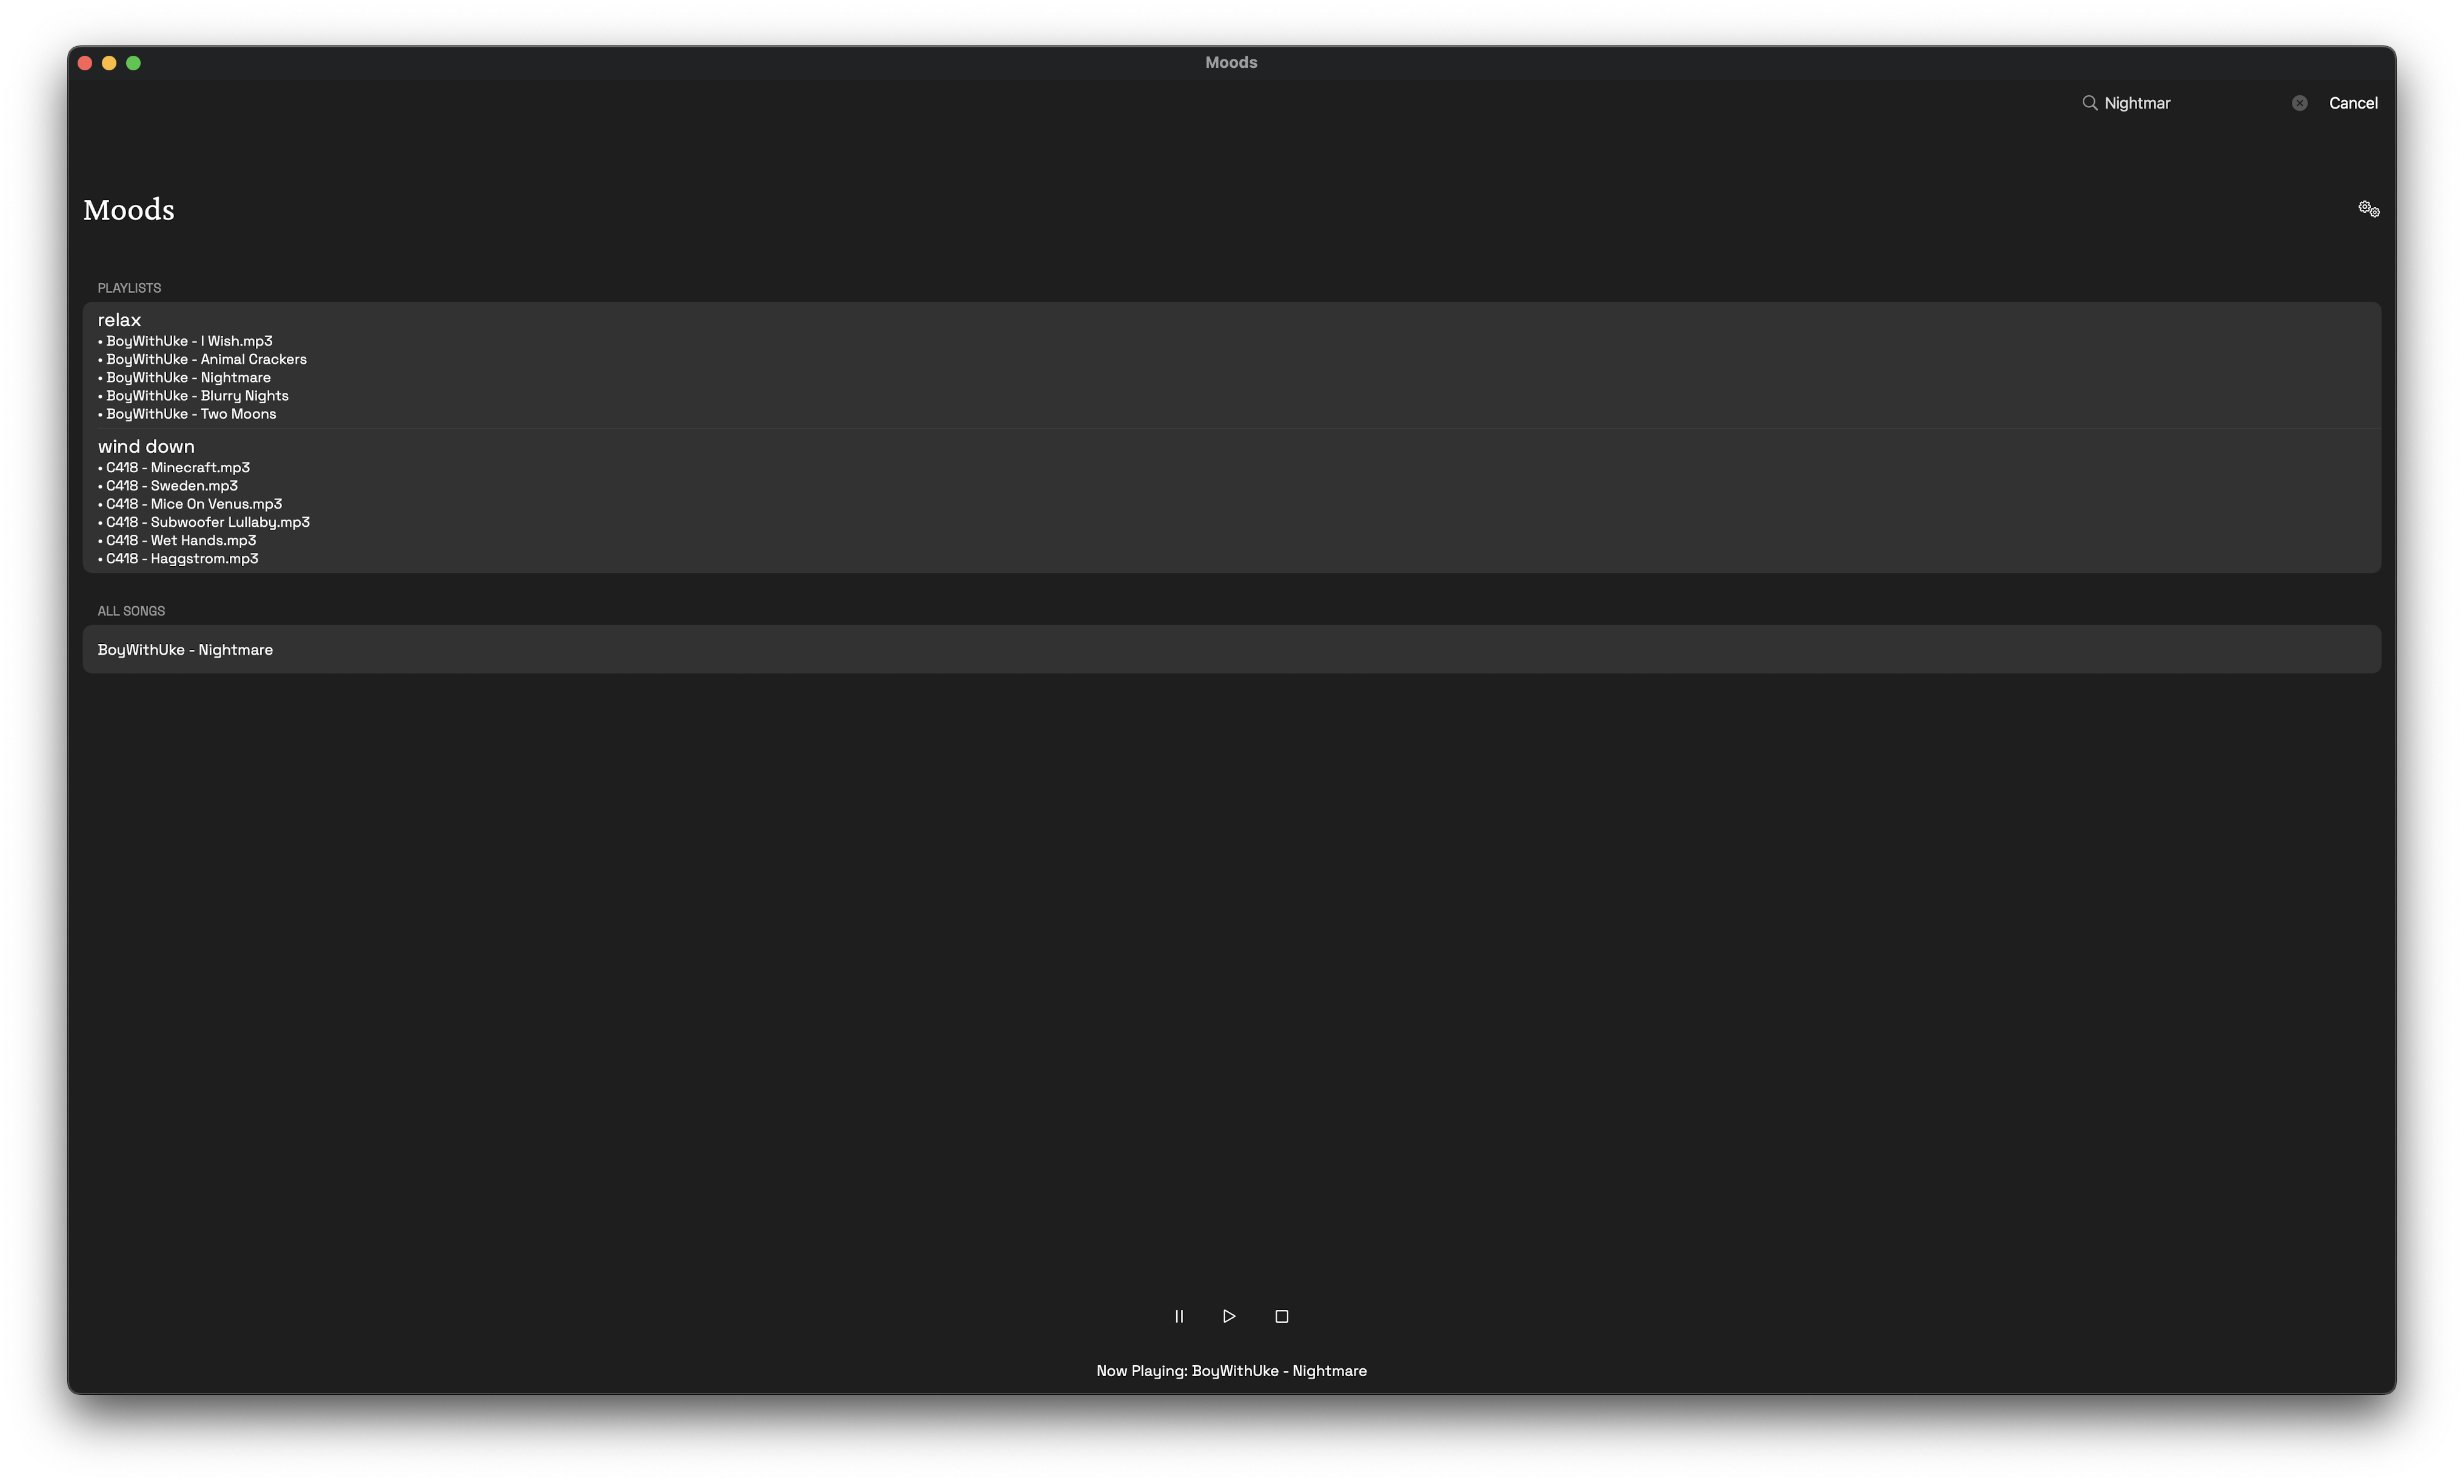 Moods
Nightmar
Cancel
Moods
PLAYLISTS
relax
• BoyWithUke - I Wish.mp3
• BoyWithUke - Animal Crackers
• BoyWithUke - Nightmare
• BoyWithUke - Blurry Nights
• BoyWithUke - Two Moons
wind down
• C418 - Minecraft.mp3
• C418 - Sweden.mp3
• C418 - Mice On Venus.mp3
• C418 - Subwoofer Lullaby.mp3
• C418 - Wet Hands.mp3
• C418 - Haggstrom.mp3
ALL SONGS
BoyWithUke - Nightmare
Now Playing: BoyWithUke - Nightmare